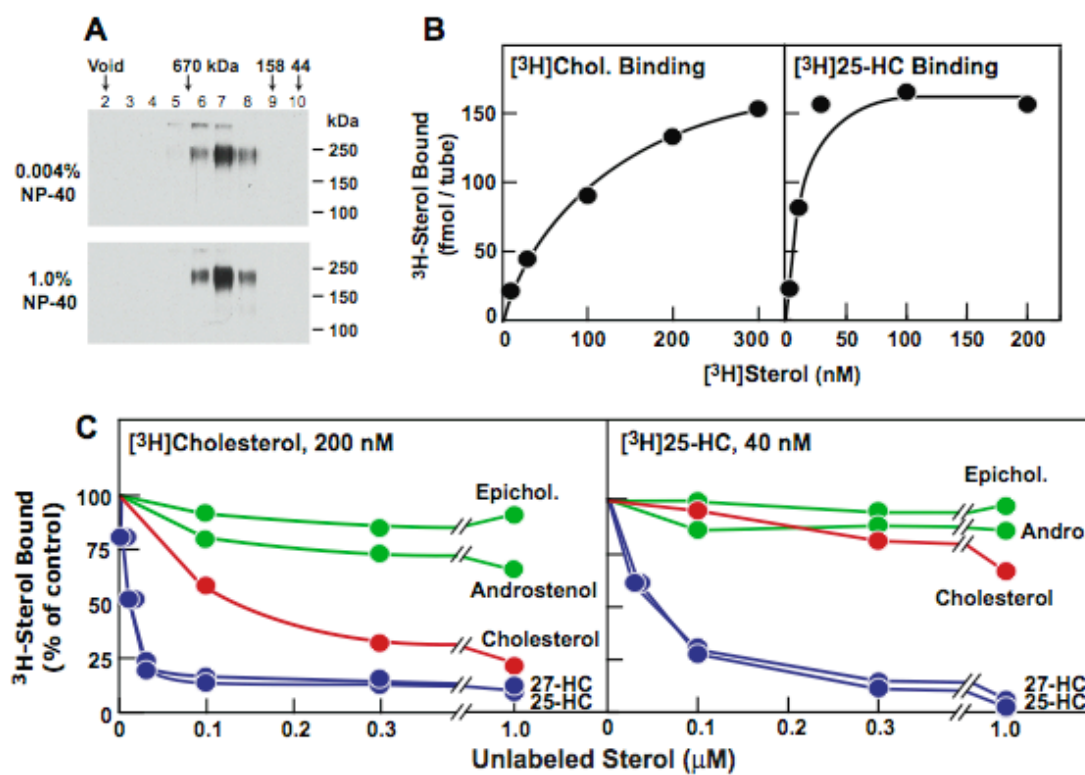 A
Void 670 kDa 158 44
2 3 4 5 6 7 8 9 10
kDa
0.004%
NP-40
250
150
100
1.0%
NP-40
250
150
100
B
[³H]Chol. Binding
[³H]25-HC Binding
³H-Sterol Bound
(fmol / tube)
150
100
50
0
0 100 200 300 0 50 100 150 200
[³H]Sterol (nM)
C
[³H]Cholesterol, 200 nM
[³H]25-HC, 40 nM
³H-Sterol Bound
(% of control)
100
75
50
25
0
Epichol.
Androstenol
Cholesterol
27-HC
25-HC
Epichol.
Andro
Cholesterol
27-HC
25-HC
0 0.1 0.2 0.3 1.0 0 0.1 0.2 0.3 1.0
Unlabeled Sterol (μM)